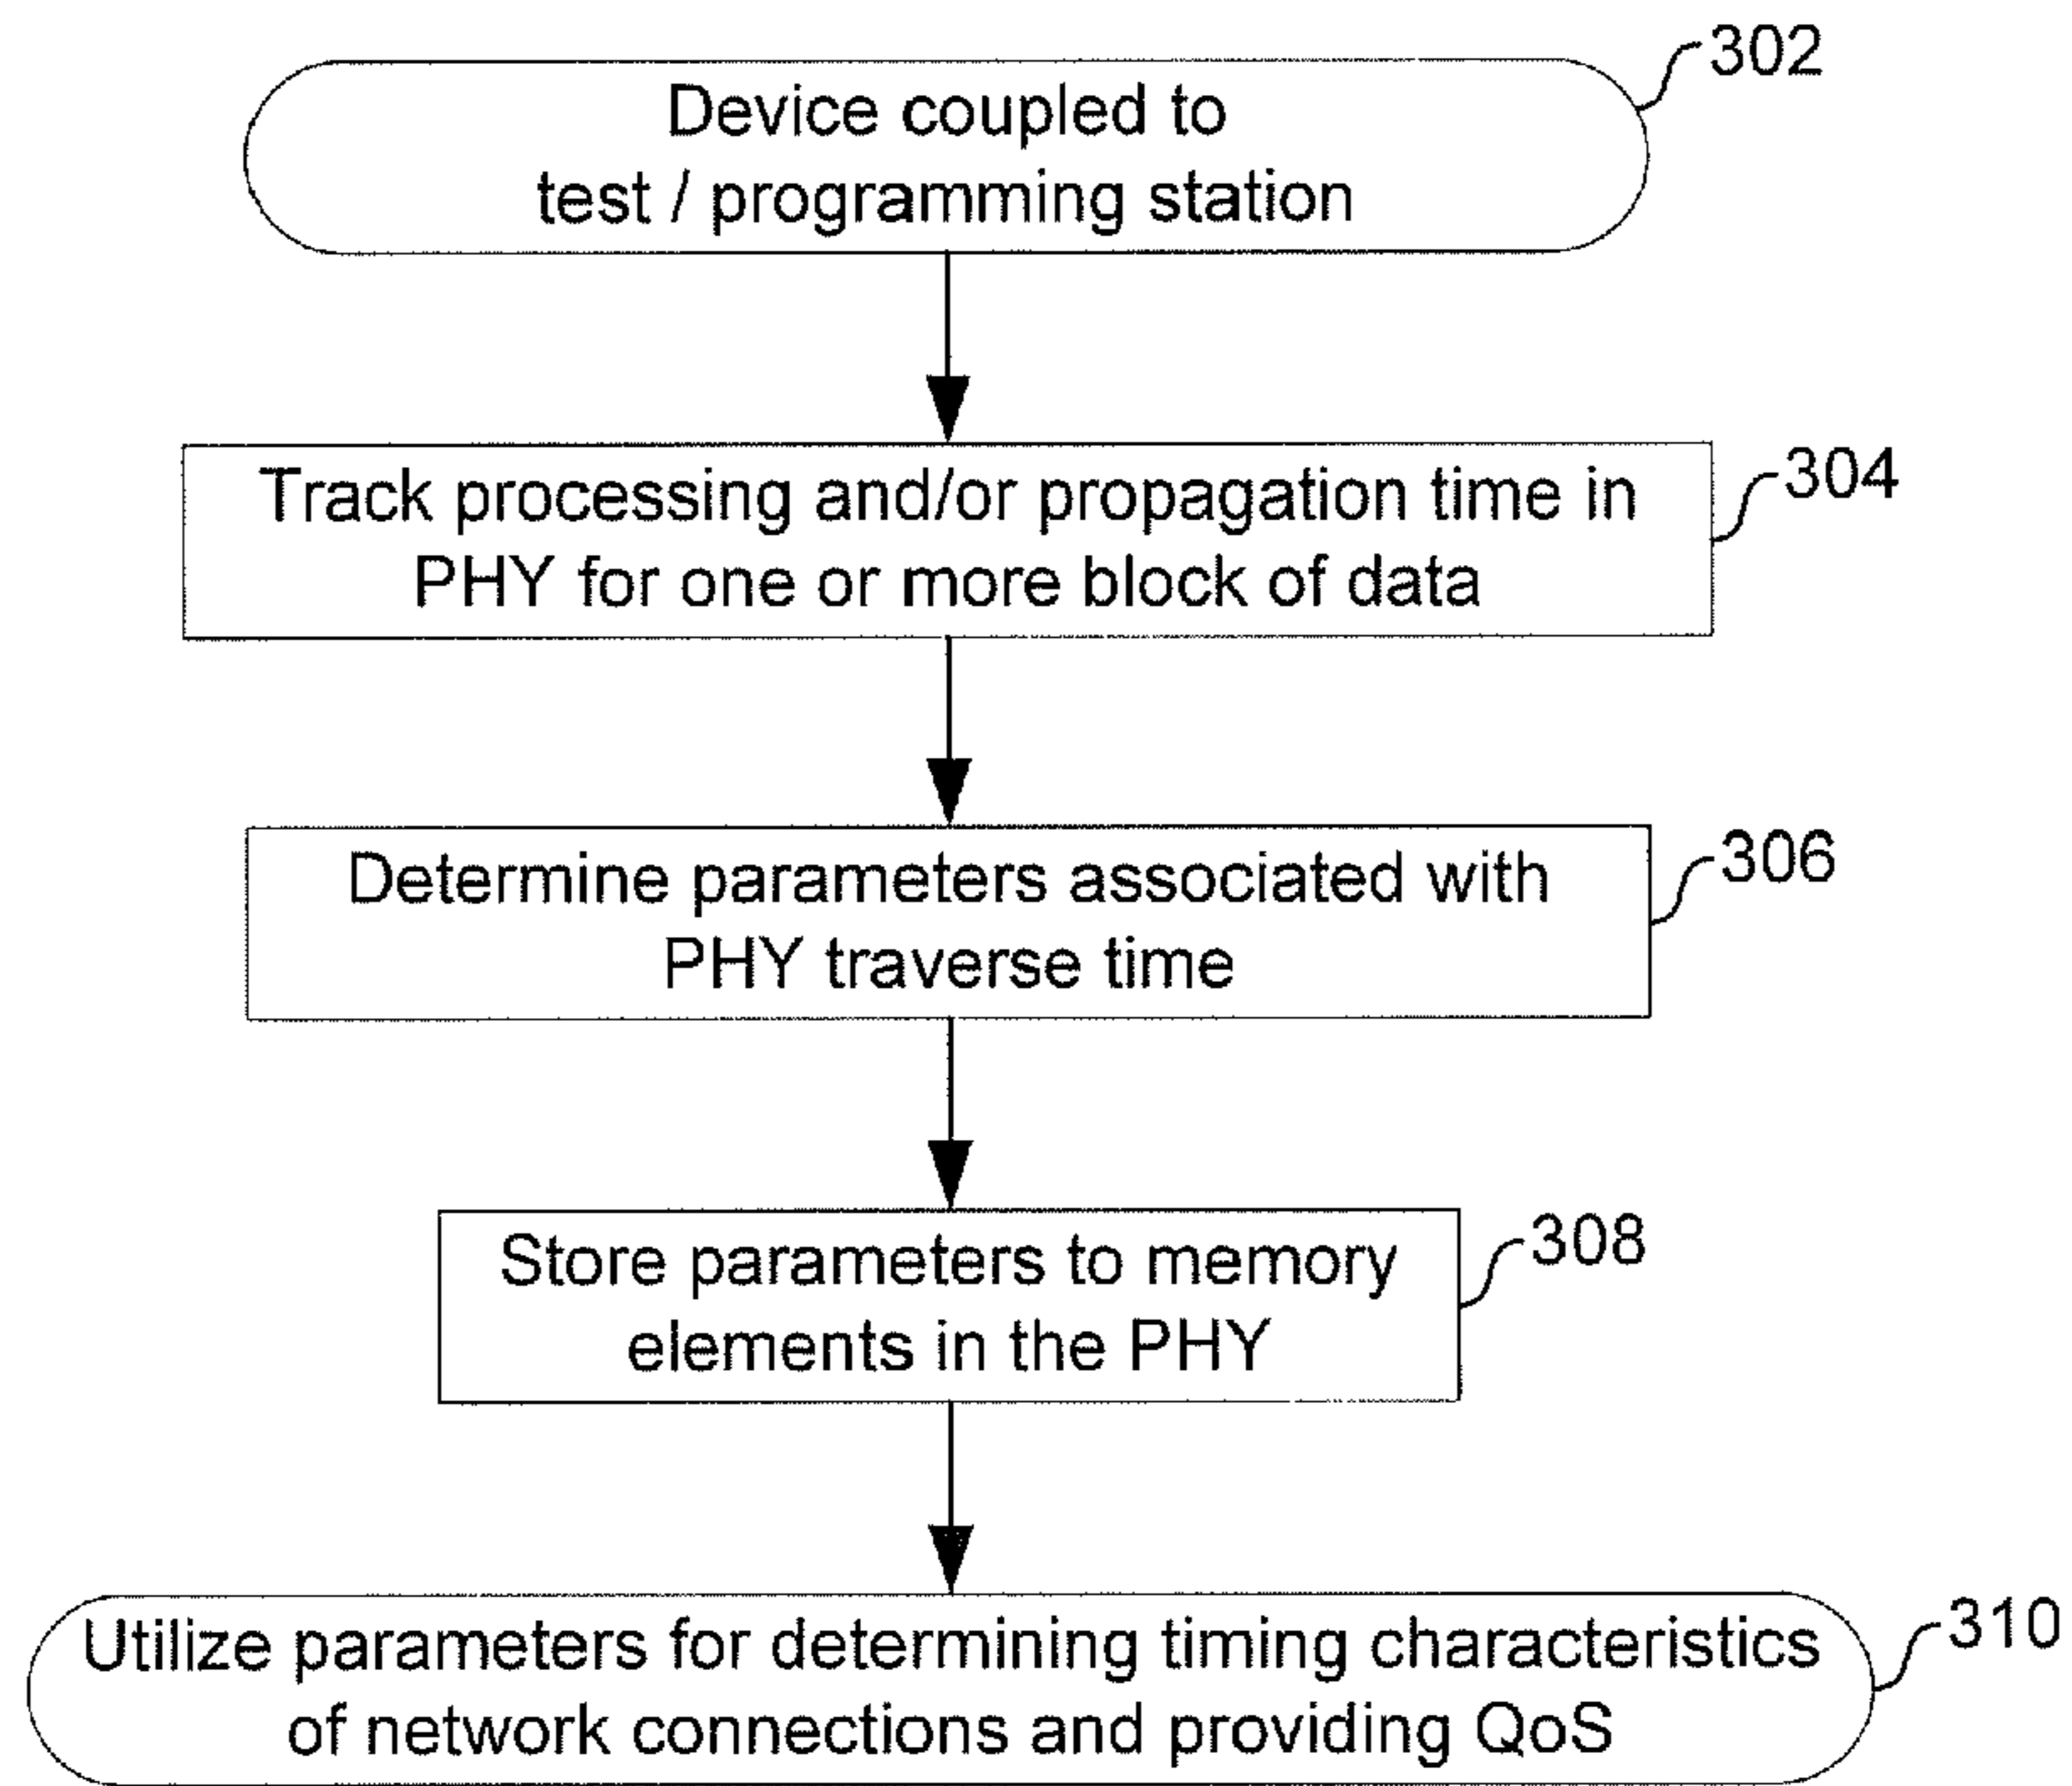 302
Device coupled to
test / programming station
304
Track processing and/or propagation time in
PHY for one or more block of data
306
Determine parameters associated with
PHY traverse time
308
Store parameters to memory
elements in the PHY
310
Utilize parameters for determining timing characteristics
of network connections and providing QoS